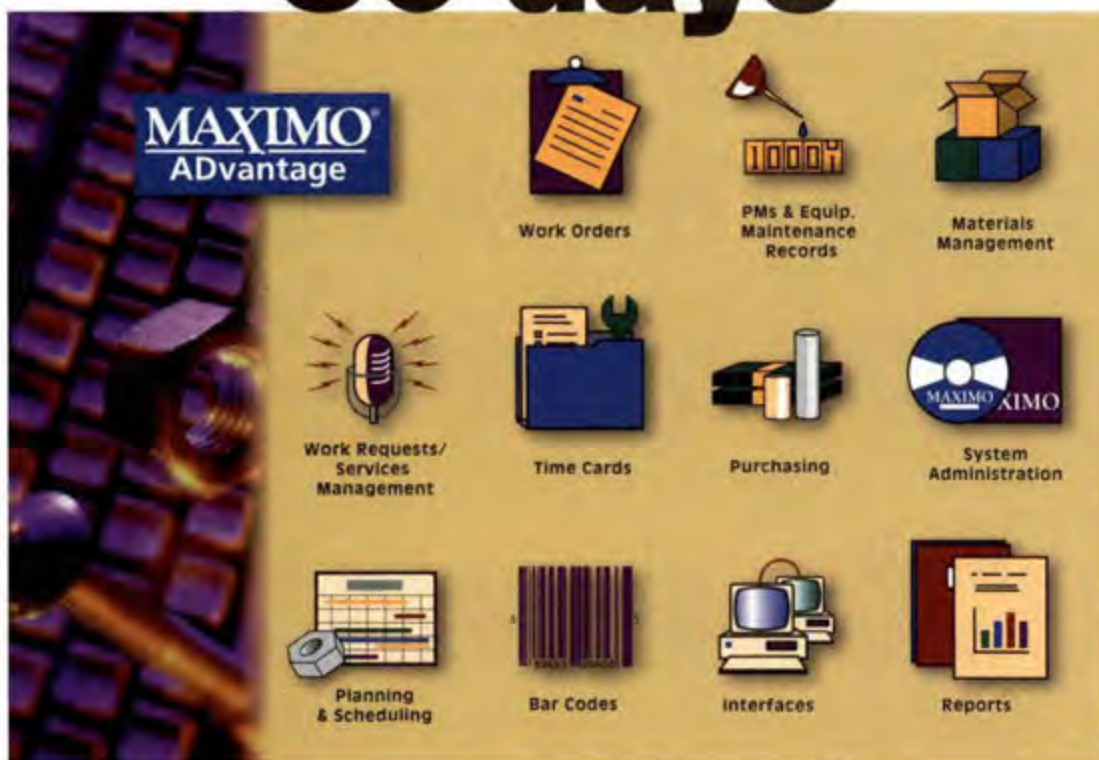 days
MAXIMO®
ADvantage
Work Orders
PMs & Equip.
Maintenance
Records
Materials
Management
Work Requests/
Services
Management
Time Cards
Purchasing
MAXIMO
XIMO
System
Administration
Planning
& Scheduling
Bar Codes
Interfaces
Reports